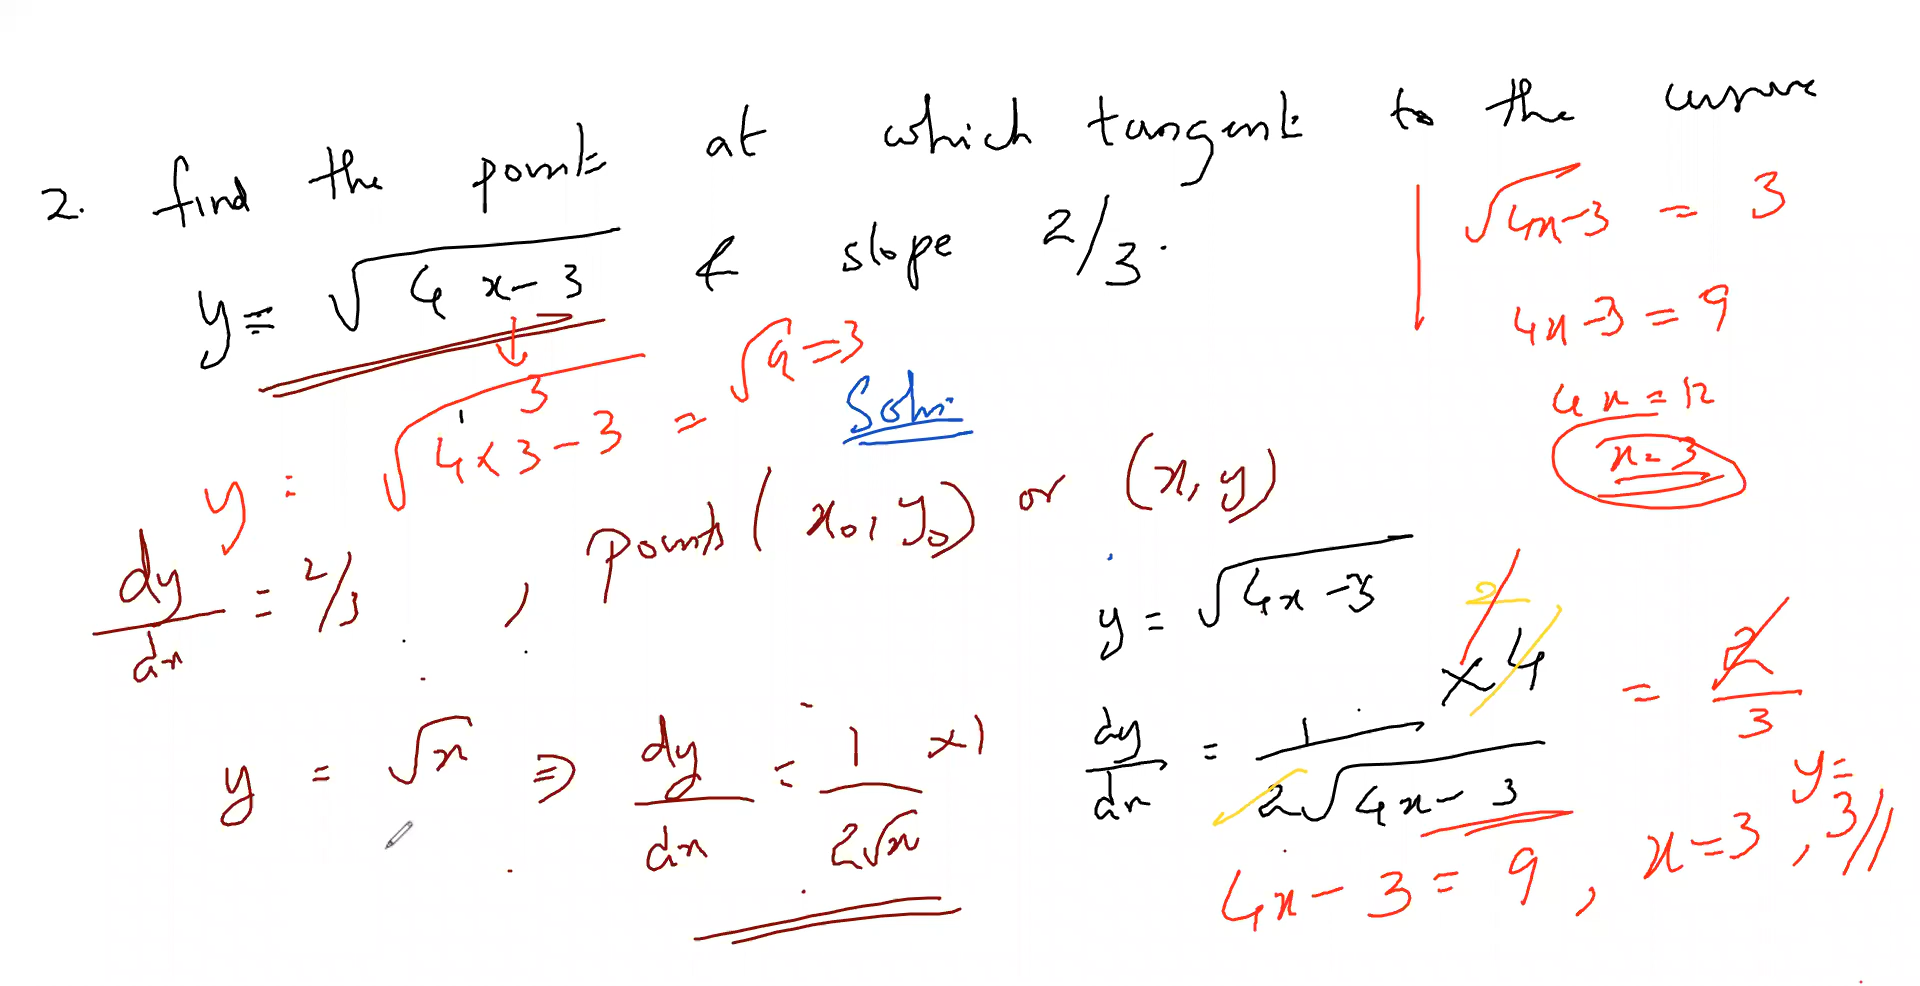 2. find the points at which tangent to the curve
y = √(4x-3) & slope 2/3.
√(4x-3) = 3
4x-3 = 9
4x = 12
x = 3
3
y = √(4×3-3) = √9 = 3
Soln:
dy/dx = 2/3 , points (x₀, y₀) or (x, y)
y = √x ⇒ dy/dx = 1/(2√x) ×1
y = √(4x-3)
2
dy/dx = 1/(2√(4x-3)) ×4 = 2/3
4x-3 = 9 , x=3 , y=3//